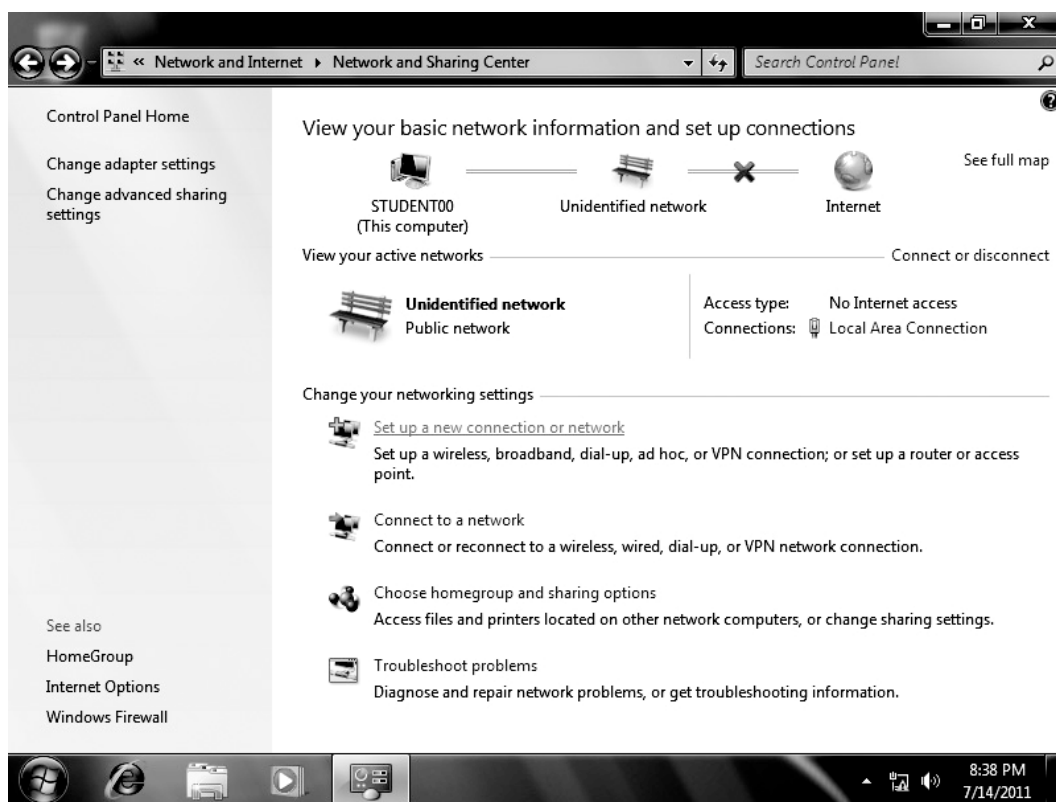 « Network and Internet ▸ Network and Sharing Center
Search Control Panel
Control Panel Home
Change adapter settings
Change advanced sharing
settings
See also
HomeGroup
Internet Options
Windows Firewall
View your basic network information and set up connections
See full map
STUDENT00
(This computer)
Unidentified network
Internet
View your active networks
Connect or disconnect
Unidentified network
Public network
Access type: No Internet access
Connections: Local Area Connection
Change your networking settings
Set up a new connection or network
Set up a wireless, broadband, dial-up, ad hoc, or VPN connection; or set up a router or access
point.
Connect to a network
Connect or reconnect to a wireless, wired, dial-up, or VPN network connection.
Choose homegroup and sharing options
Access files and printers located on other network computers, or change sharing settings.
Troubleshoot problems
Diagnose and repair network problems, or get troubleshooting information.
8:38 PM
7/14/2011